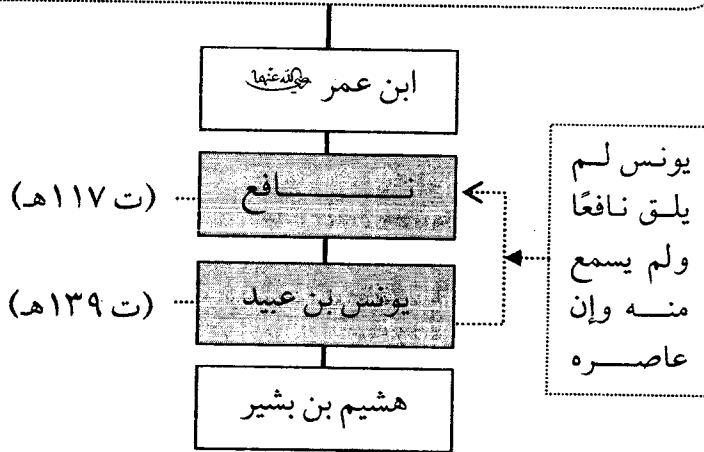 ابن عمر رضي الله عنهما
نـــــافع
(ت ١١٧هـ)
يونس بن عبيد
(ت ١٣٩هـ)
هشيم بن بشير
يونس لم
يلق نافعًا
ولم يسمع
منه وإن
عاصره